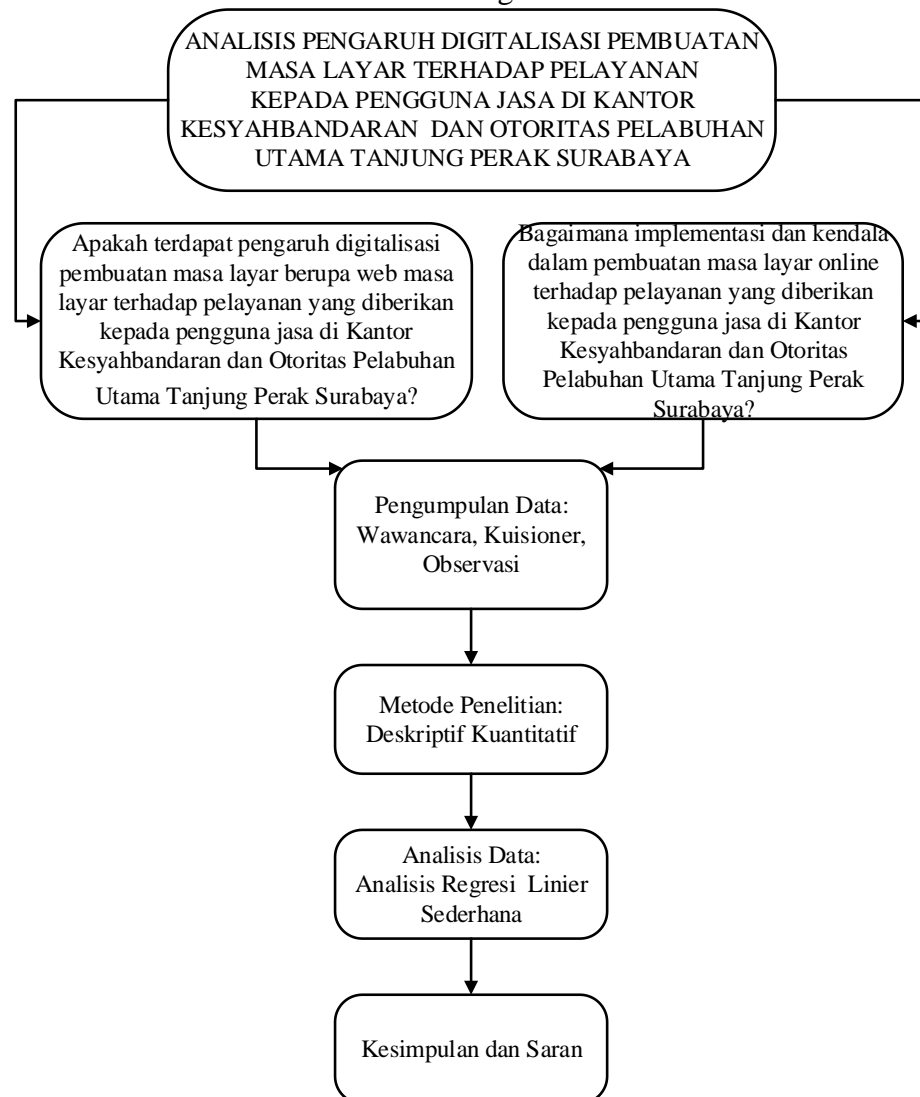 ANALISIS PENGARUH DIGITALISASI PEMBUATAN
MASA LAYAR TERHADAP PELAYANAN
KEPADA PENGGUNA JASA DI KANTOR
KESYAHBANDARAN DAN OTORITAS PELABUHAN
UTAMA TANJUNG PERAK SURABAYA
Apakah terdapat pengaruh digitalisasi
pembuatan masa layar berupa web masa
layar terhadap pelayanan yang diberikan
kepada pengguna jasa di Kantor
Kesyahbandaran dan Otoritas Pelabuhan
Utama Tanjung Perak Surabaya?
Bagaimana implementasi dan kendala
dalam pembuatan masa layar online
terhadap pelayanan yang diberikan
kepada pengguna jasa di Kantor
Kesyahbandaran dan Otoritas
Pelabuhan Utama Tanjung Perak
Surabaya?
Pengumpulan Data:
Wawancara, Kuisioner,
Observasi
Metode Penelitian:
Deskriptif Kuantitatif
Analisis Data:
Analisis Regresi Linier
Sederhana
Kesimpulan dan Saran